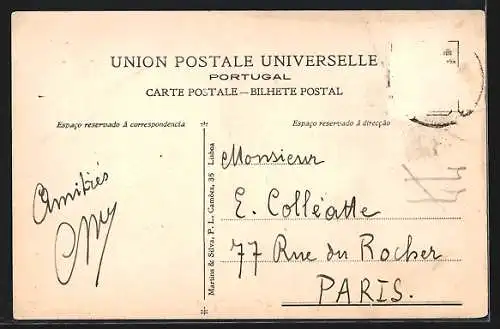 UNION POSTALE UNIVERSELLE
PORTUGAL
CARTE POSTALE—BILHETE POSTAL
Espaço reservado Á correspondencia
Espaço reservado Á direcção
Amitiés
Martins & Silva, P. L. Camões, 35 Lisboa
Monsieur
E. Colléatte
77 Rue du Rocher
PARIS.